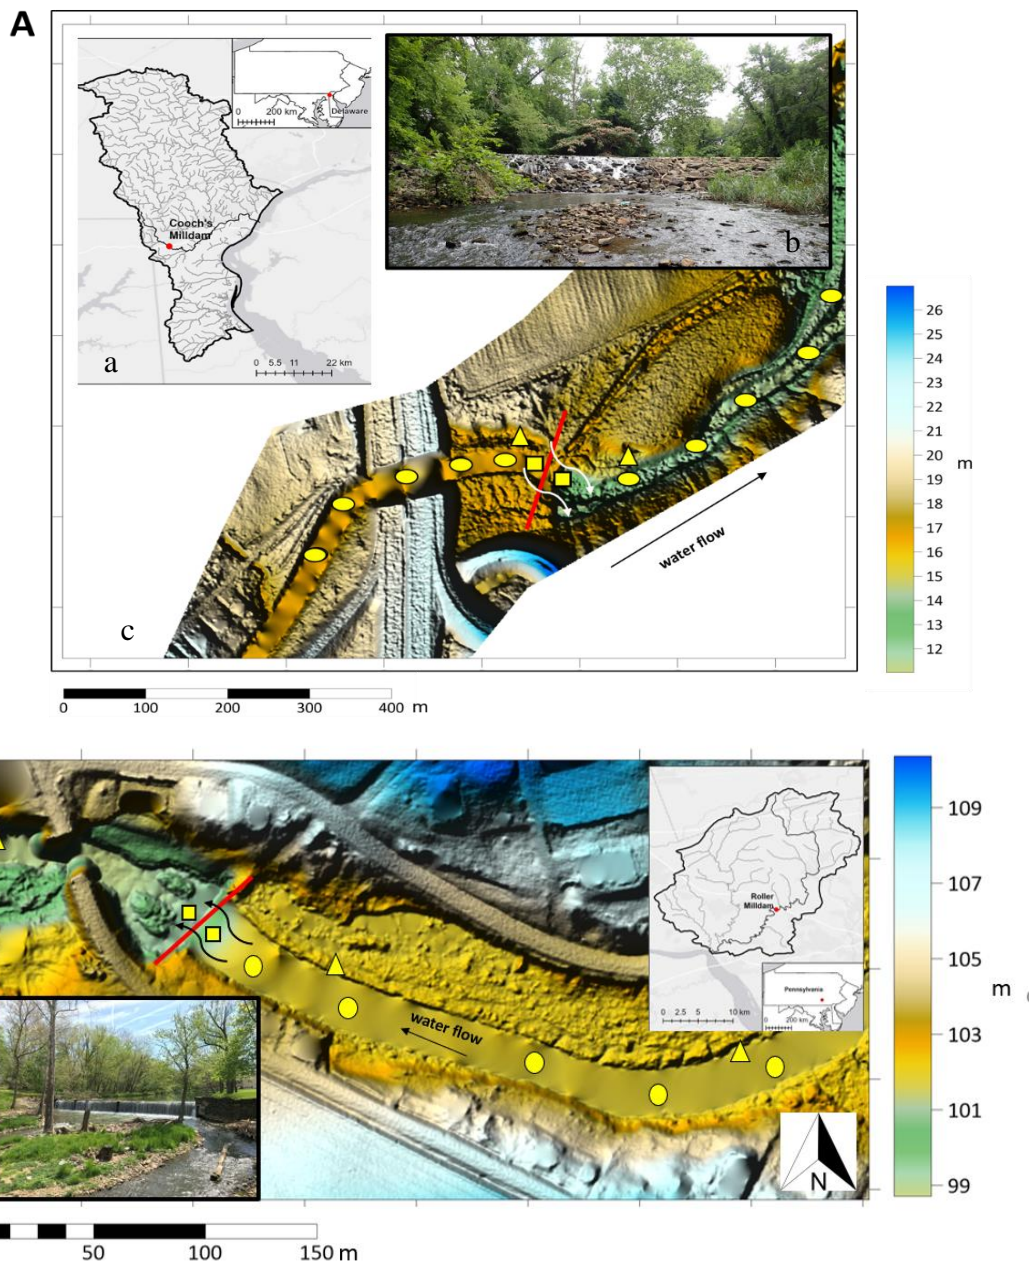 A
0 200 km
Delaware
Cooch's
Milldam
a
0 5.5 11 22 km
b
c
water flow
26
25
24
23
22
21
20
19
18
17
16
15
14
13
12
m
0 100 200 300 400 m
109
107
105
103
101
99
m
Roller
Milldam
Pennsylvania
0 200 km
0 2.5 5 10 km
water flow
N
50 100 150 m